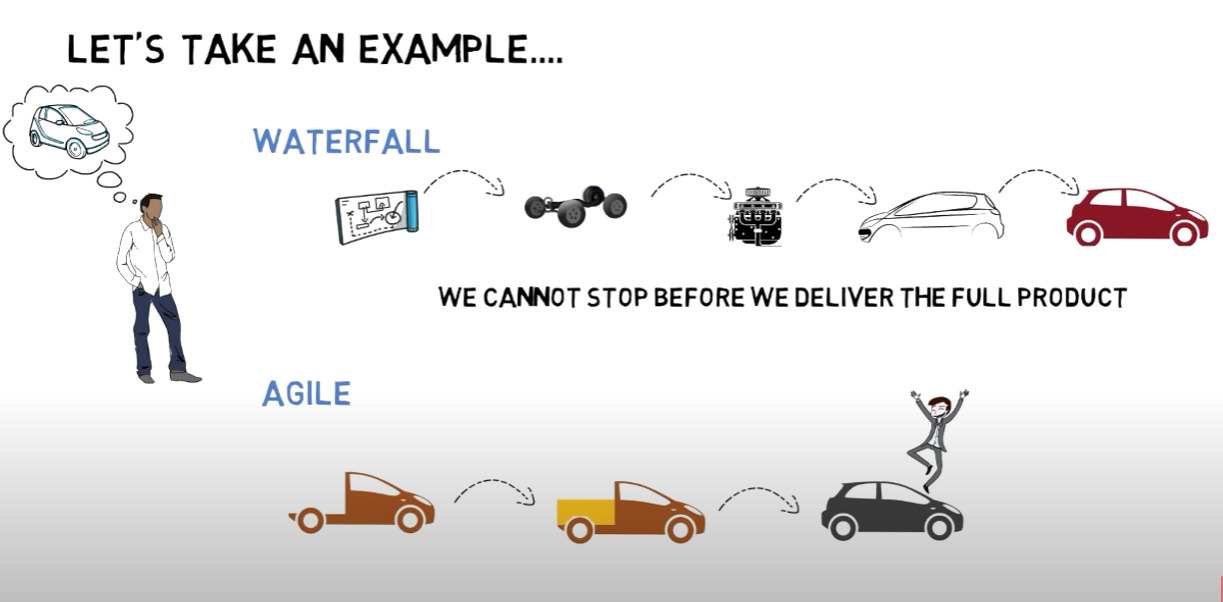 LET'S TAKE AN EXAMPLE....
WATERFALL
WE CANNOT STOP BEFORE WE DELIVER THE FULL PRODUCT
AGILE